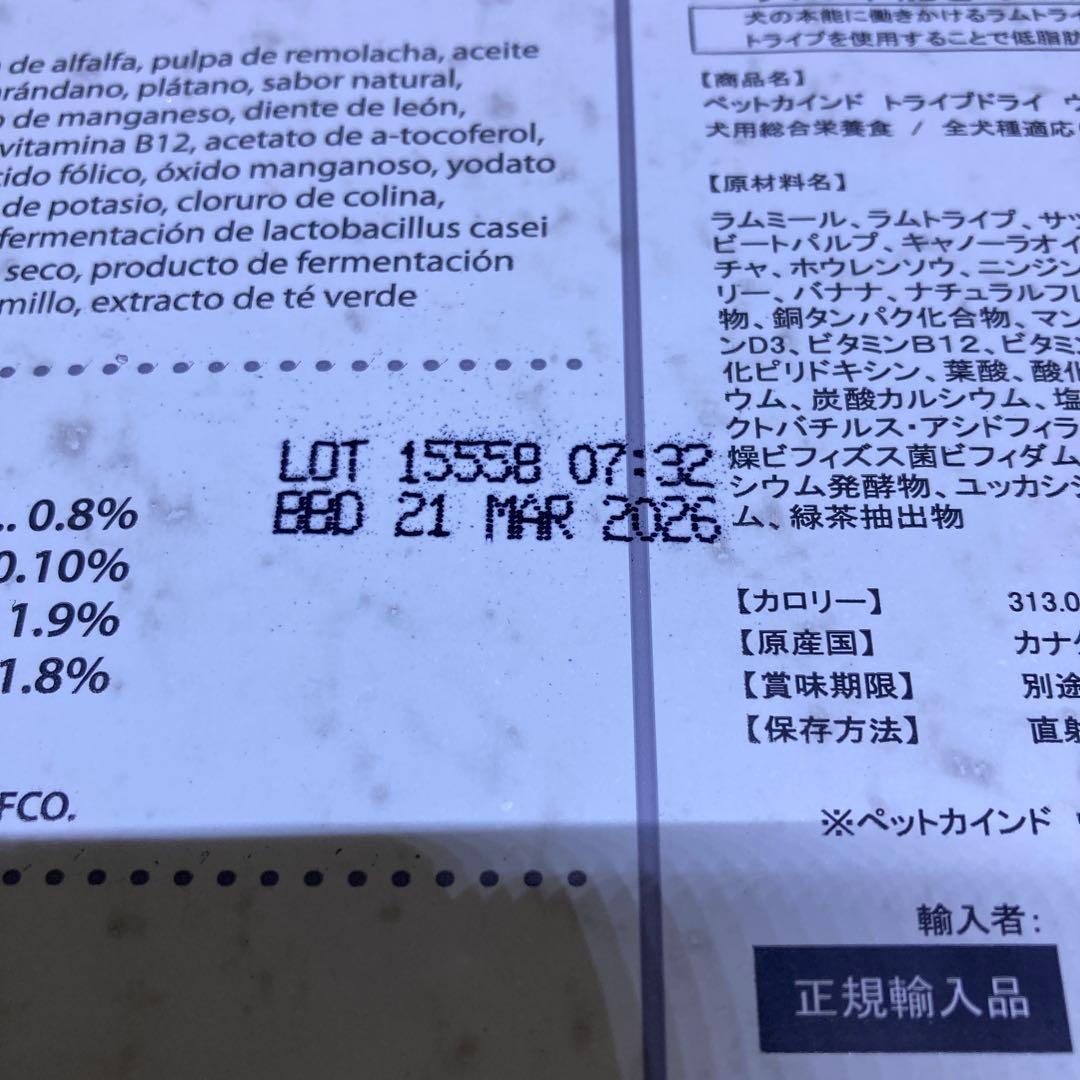 de alfalfa, pulpa de remolacha, aceite
arándano, plátano, sabor natural,
de manganeso, diente de león,
vitamina B12, acetato de a-tocoferol,
fólico, óxido manganoso, yodato
de potasio, cloruro de colina,
fermentación de lactobacillus casei
seco, producto de fermentación
millo, extracto de té verde
LOT 15558 07:32
BBD 21 MAR 2026
.. 0.8%
0.10%
1.9%
1.8%
FCO.
犬の本能に働きかけるラムトライ
トライプを使用することで低脂肪
【商品名】
ペットカインド トライプドライ
犬用総合栄養食 / 全犬種適応
【原材料名】
ラムミール、ラムトライプ、サッ
ビートパルプ、キャノーラオイ
チャ、ホウレンソウ、ニンジン
リー、バナナ、ナチュラルフレ
物、銅タンパク化合物、マン
ンD3、ビタミンB12、ビタミン
化ピリドキシン、葉酸、酸化
ウム、炭酸カルシウム、塩
クトバチルス・アシドフィラ
燥ビフィズス菌ビフィダム
シウム発酵物、ユッカシジ
ム、緑茶抽出物
【カロリー】 313.0
【原産国】 カナダ
【賞味期限】 別途
【保存方法】 直射
※ペットカインド
輸入者:
正規輸入品